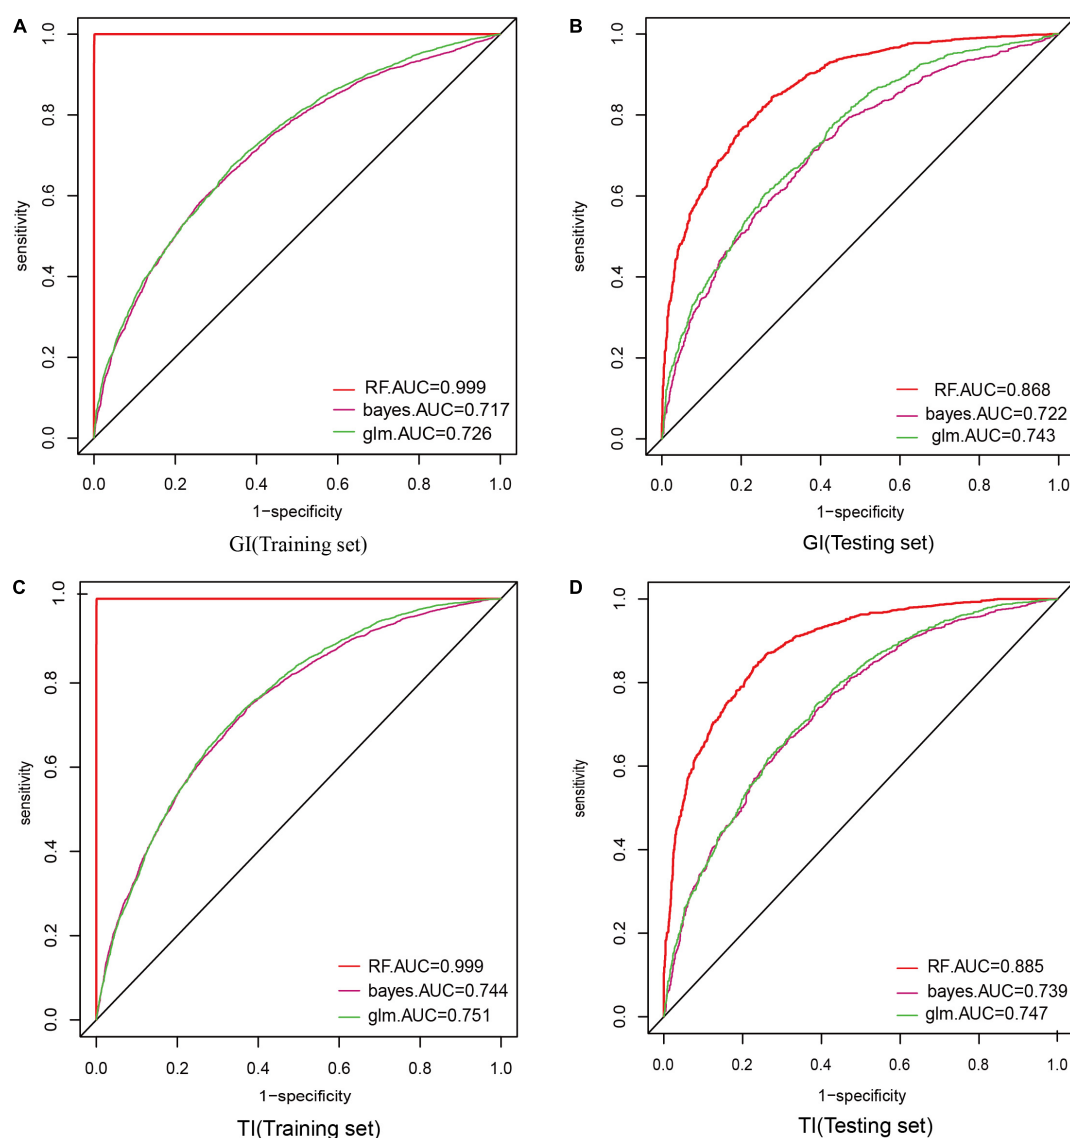 A
1.0
0.8
0.6
0.4
0.2
0.0
sensitivity
RF.AUC=0.999
bayes.AUC=0.717
glm.AUC=0.726
0.0 0.2 0.4 0.6 0.8 1.0
1−specificity
GI(Training set)
B
1.0
0.8
0.6
0.4
0.2
0.0
sensitivity
RF.AUC=0.868
bayes.AUC=0.722
glm.AUC=0.743
0.0 0.2 0.4 0.6 0.8 1.0
1−specificity
GI(Testing set)
C
1.0
0.8
0.6
0.4
0.2
0.0
sensitivity
RF.AUC=0.999
bayes.AUC=0.744
glm.AUC=0.751
0.0 0.2 0.4 0.6 0.8 1.0
1−specificity
TI(Training set)
D
1.0
0.8
0.6
0.4
0.2
0.0
sensitivity
RF.AUC=0.885
bayes.AUC=0.739
glm.AUC=0.747
0.0 0.2 0.4 0.6 0.8 1.0
1−specificity
TI(Testing set)